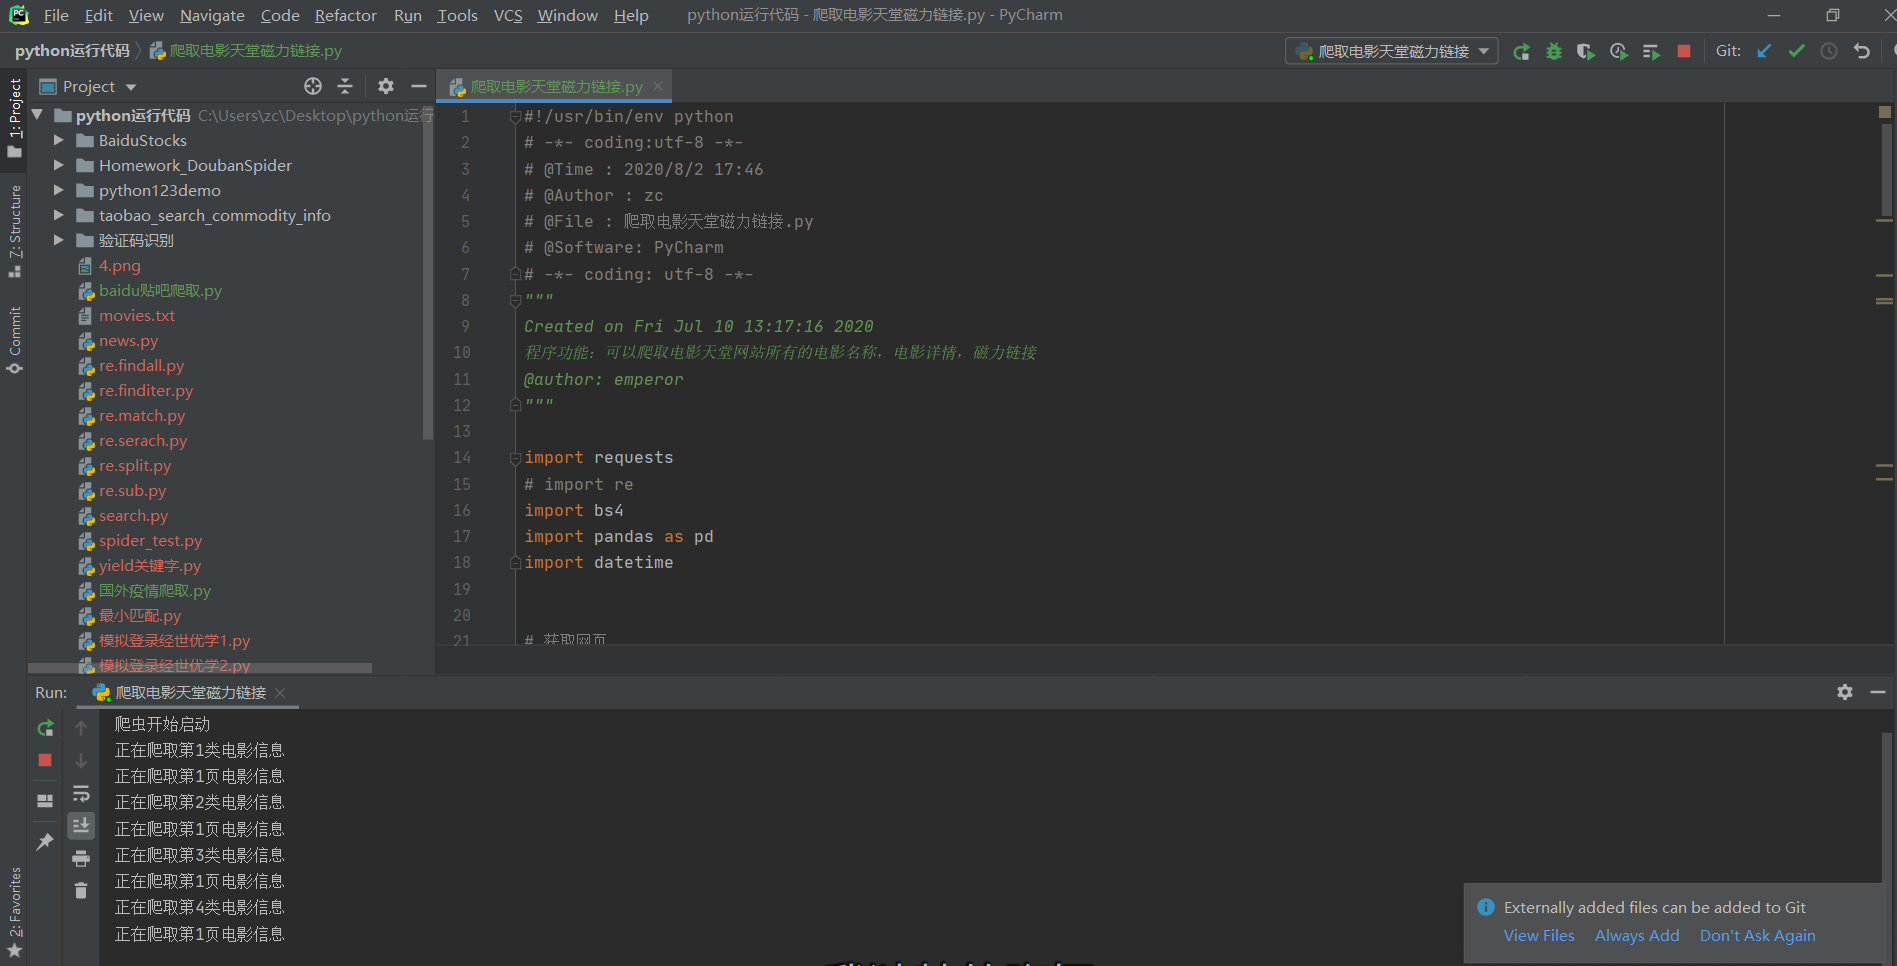 File Edit View Navigate Code Refactor Run Tools VCS Window Help python运行代码 - 爬取电影天堂磁力链接.py - PyCharm
python运行代码 爬取电影天堂磁力链接.py 爬取电影天堂磁力链接 Git:
1: Project
Z: Structure
Commit
2: Favorites
Project
python运行代码 C:\Users\zc\Desktop\python运行
BaiduStocks
Homework_DoubanSpider
python123demo
taobao_search_commodity_info
验证码识别
4.png
baidu贴吧爬取.py
movies.txt
news.py
re.findall.py
re.finditer.py
re.match.py
re.serach.py
re.split.py
re.sub.py
search.py
spider_test.py
yield关键字.py
国外疫情爬取.py
最小匹配.py
模拟登录经世优学1.py
模拟登录经世优学2.py
爬取电影天堂磁力链接.py
1 #!/usr/bin/env python
2 # -*- coding:utf-8 -*-
3 # @Time : 2020/8/2 17:46
4 # @Author : zc
5 # @File : 爬取电影天堂磁力链接.py
6 # @Software: PyCharm
7 # -*- coding: utf-8 -*-
8 """
9 Created on Fri Jul 10 13:17:16 2020
10 程序功能：可以爬取电影天堂网站所有的电影名称，电影详情，磁力链接
11 @author: emperor
12 """
13
14 import requests
15 # import re
16 import bs4
17 import pandas as pd
18 import datetime
19
20
21 # 获取网页
Run: 爬取电影天堂磁力链接
爬虫开始启动
正在爬取第1类电影信息
正在爬取第1页电影信息
正在爬取第2类电影信息
正在爬取第1页电影信息
正在爬取第3类电影信息
正在爬取第1页电影信息
正在爬取第4类电影信息
正在爬取第1页电影信息
Externally added files can be added to Git
View Files Always Add Don't Ask Again